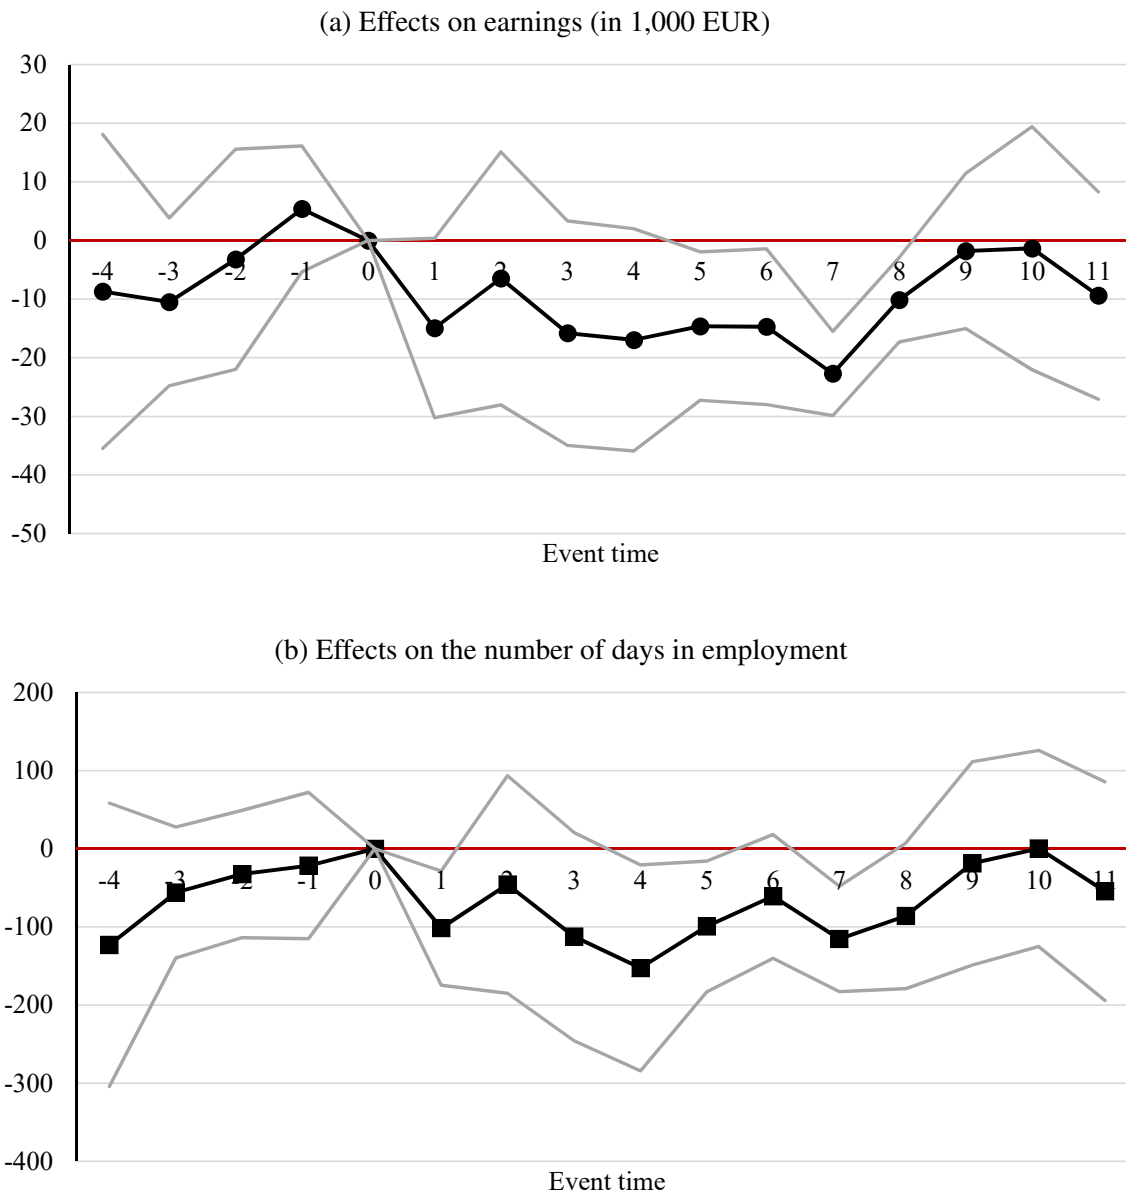 (a) Effects on earnings (in 1,000 EUR)
30
20
10
0
-10
-20
-30
-40
-50
-4 -3 -2 -1 0 1 2 3 4 5 6 7 8 9 10 11
Event time
(b) Effects on the number of days in employment
200
100
0
-100
-200
-300
-400
-4 -3 -2 -1 0 1 2 3 4 5 6 7 8 9 10 11
Event time